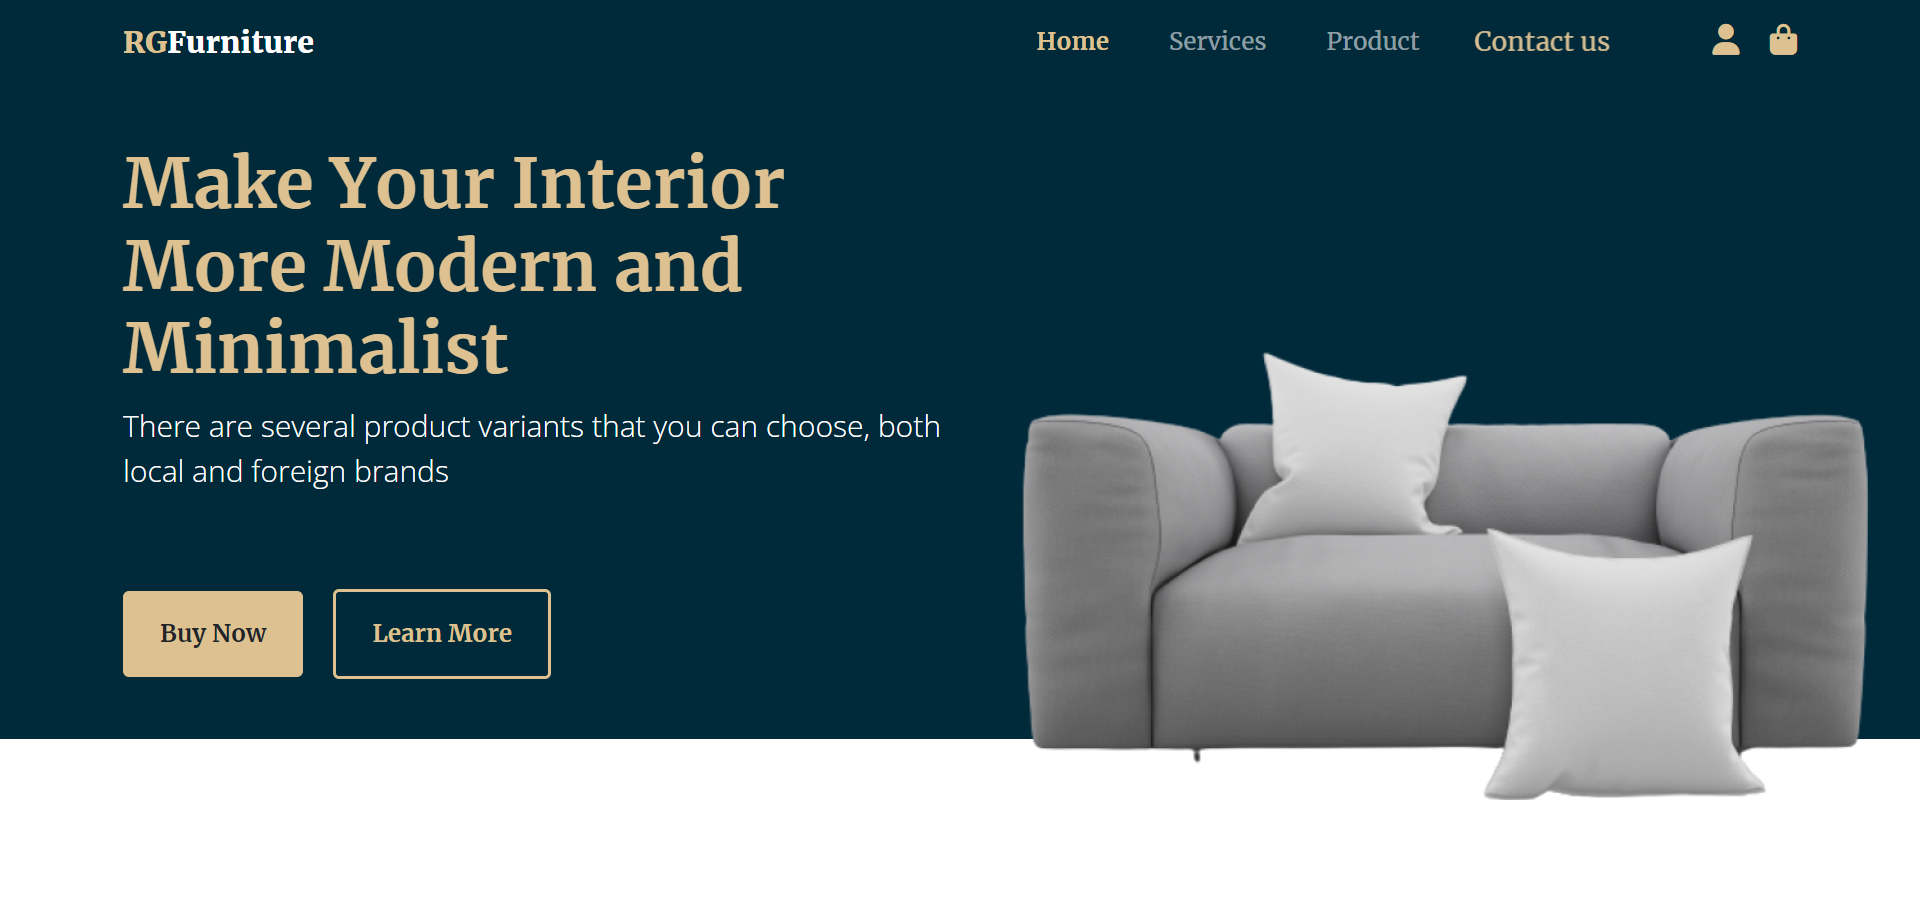 RGFurniture
Home Services Product Contact us
Make Your Interior
More Modern and
Minimalist
There are several product variants that you can choose, both
local and foreign brands
Buy Now
Learn More